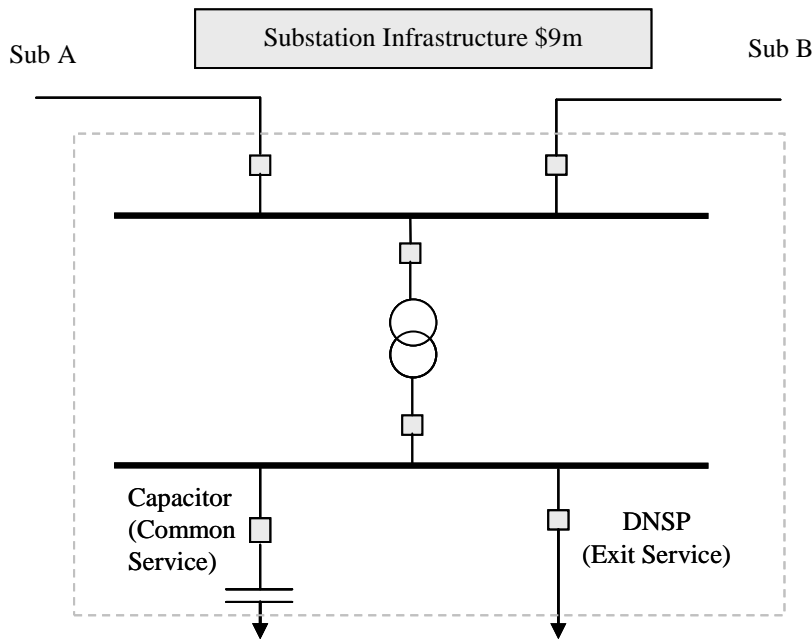 Substation Infrastructure $9m
Sub A
Sub B
Capacitor
(Common
Service)
DNSP
(Exit Service)